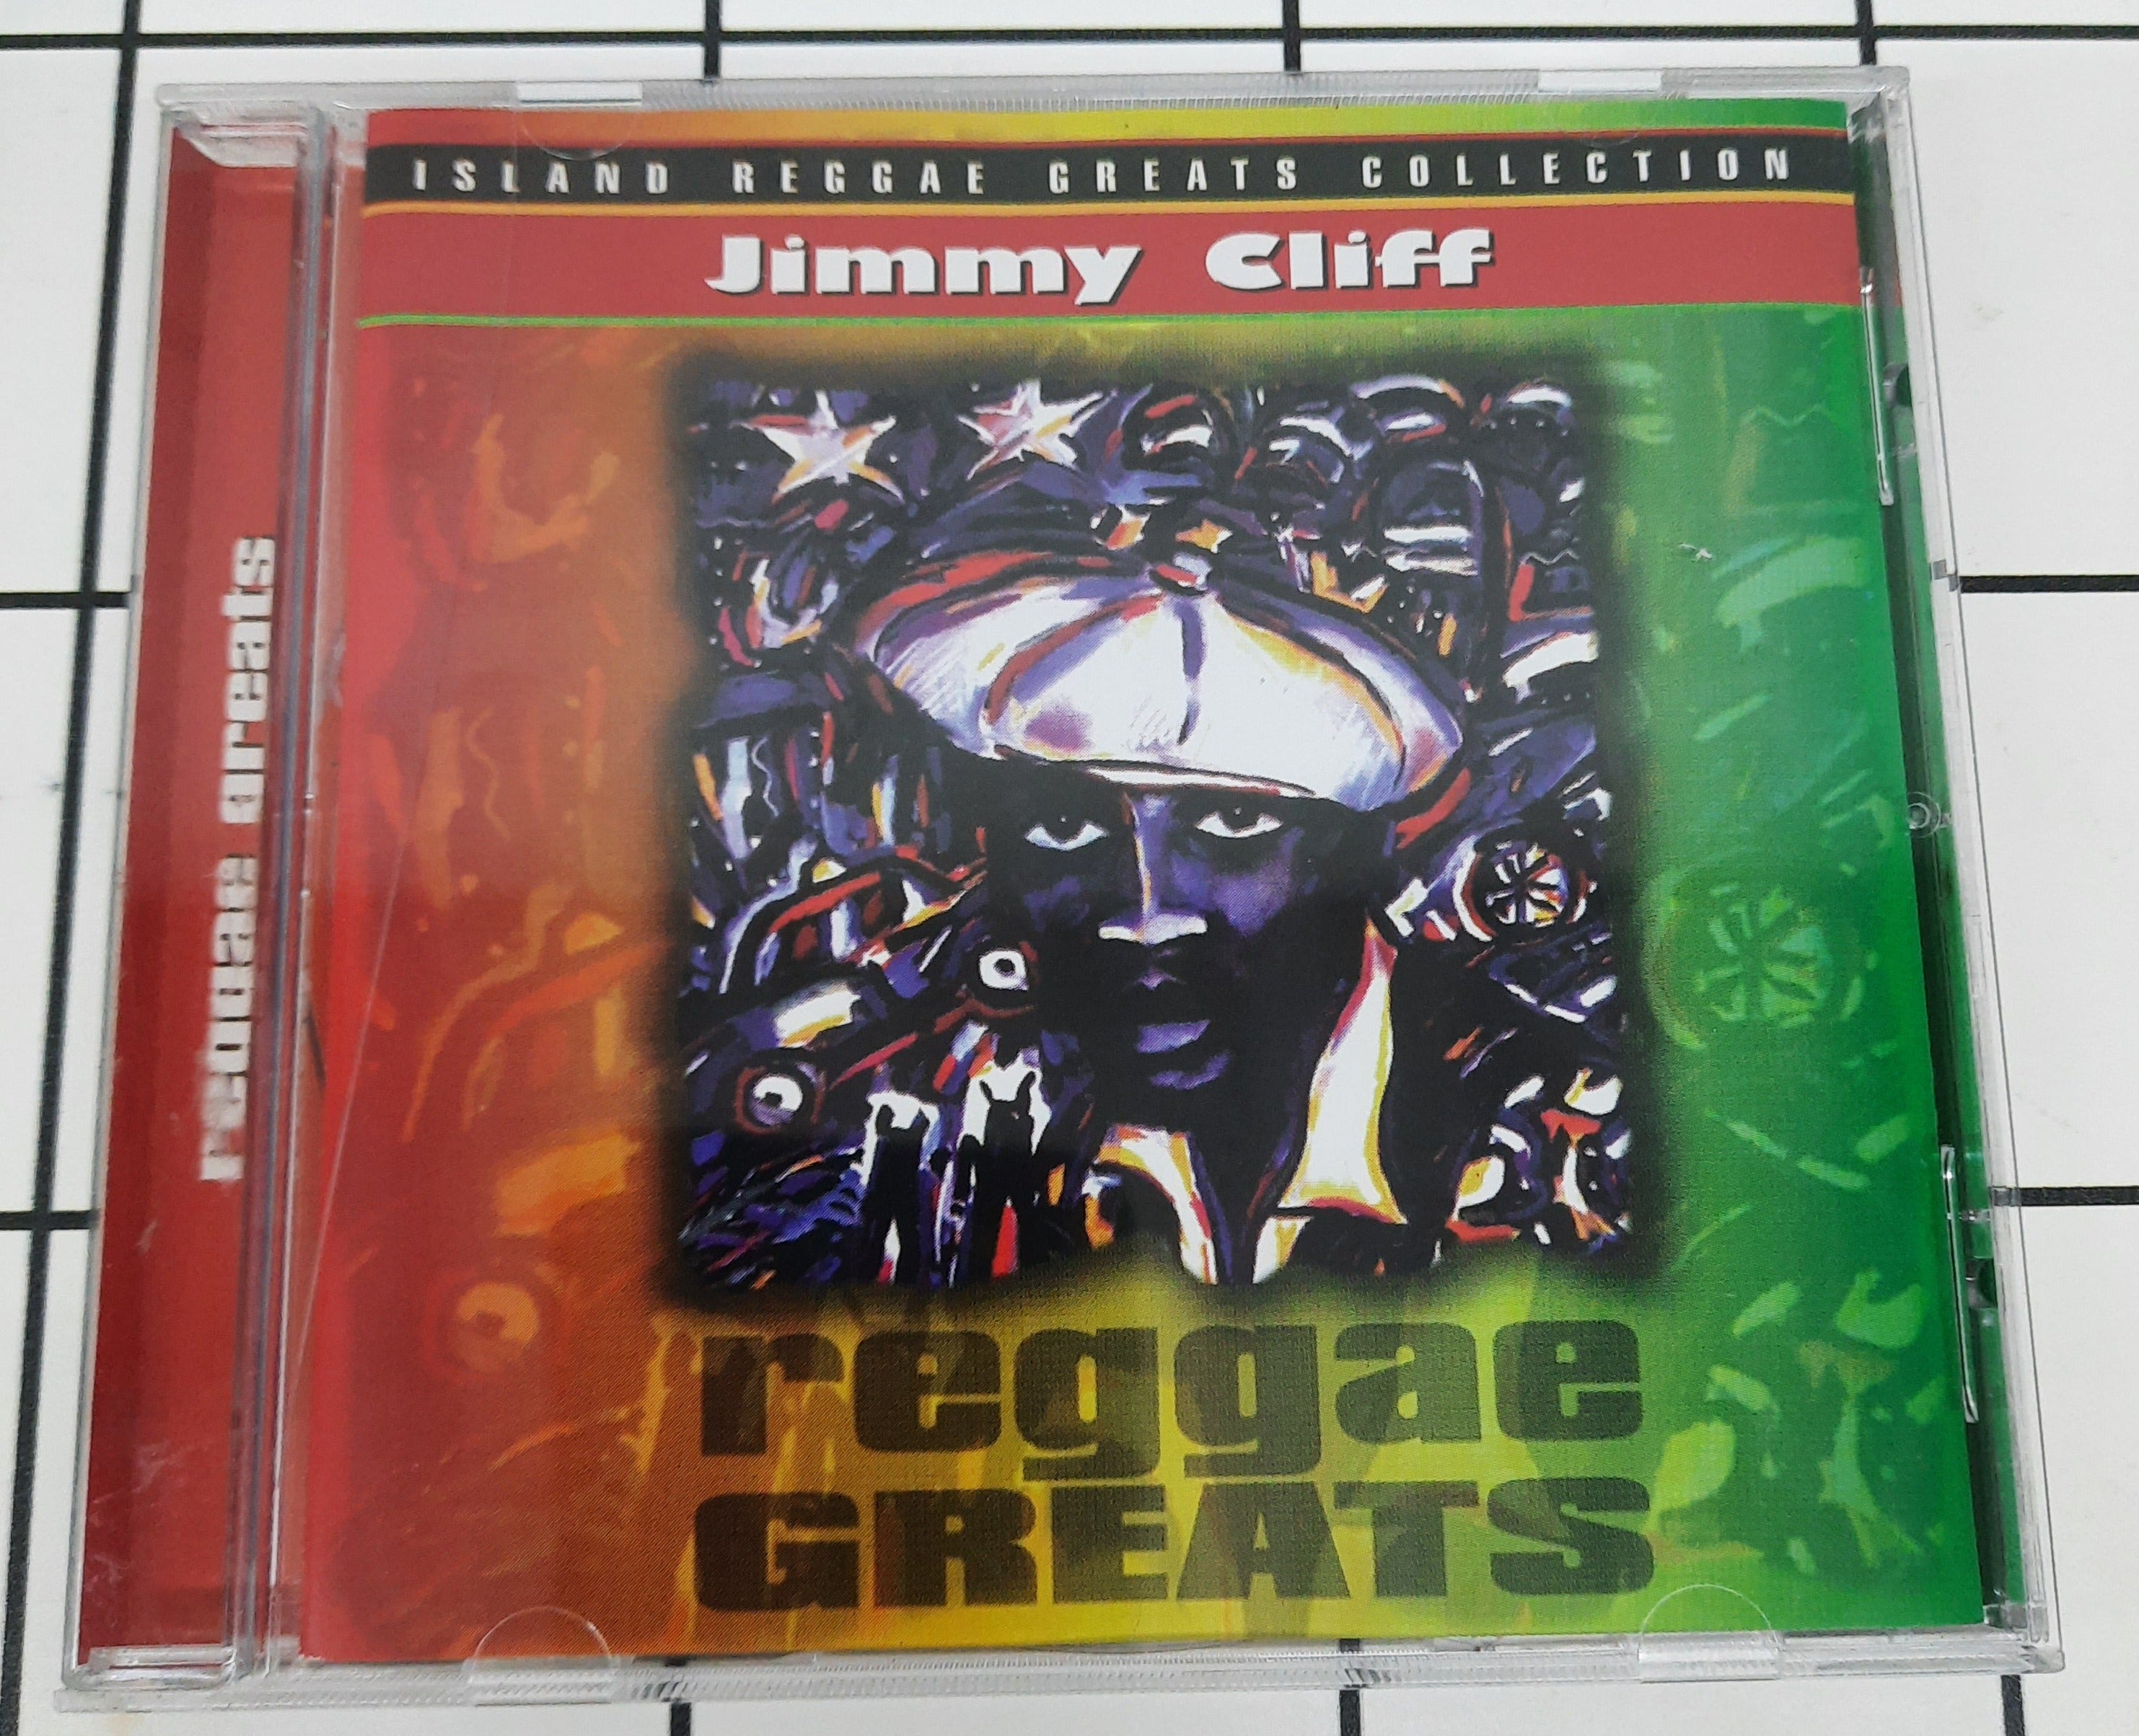 ISLAND REGGAE GREATS COLLECTION
Jimmy Cliff
reggae
GREATS
reggae greats